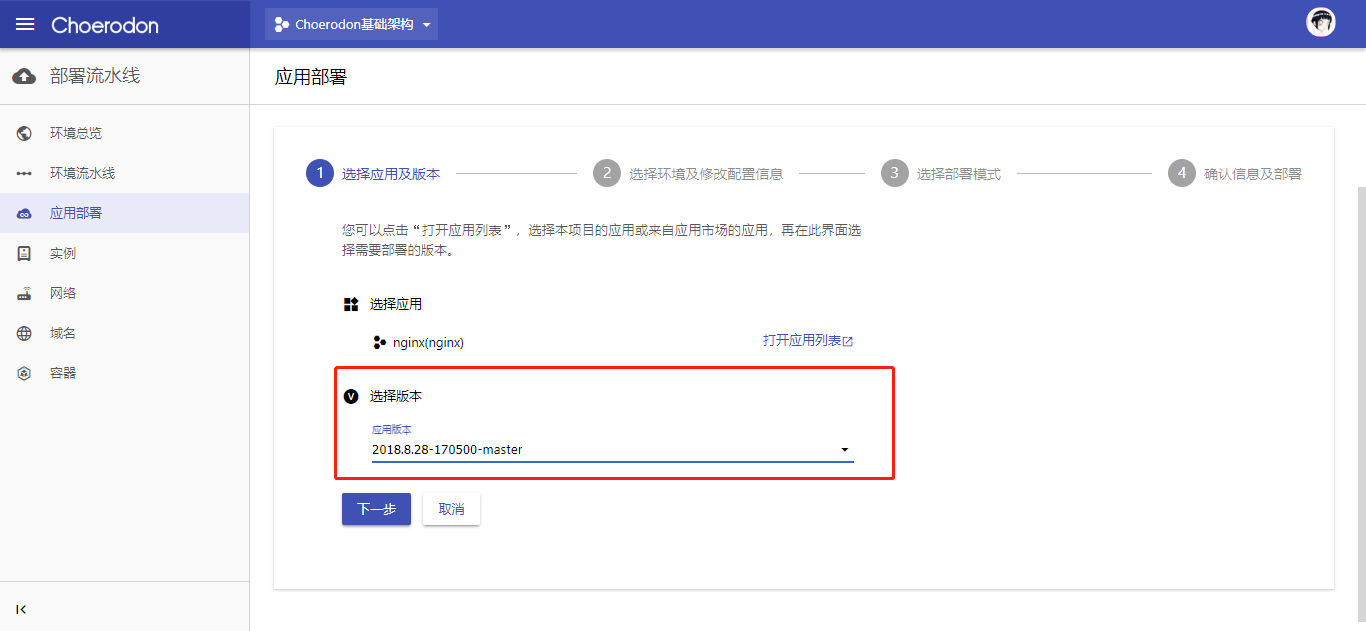 Choerodon
Choerodon基础架构
部署流水线
应用部署
环境总览
环境流水线
应用部署
实例
网络
域名
容器
1 选择应用及版本
2 选择环境及修改配置信息
3 选择部署模式
4 确认信息及部署
您可以点击“打开应用列表”，选择本项目的应用或来自应用市场的应用，再在此界面选
择需要部署的版本。
选择应用
nginx(nginx)
打开应用列表
V 选择版本
应用版本
2018.8.28-170500-master
下一步
取消